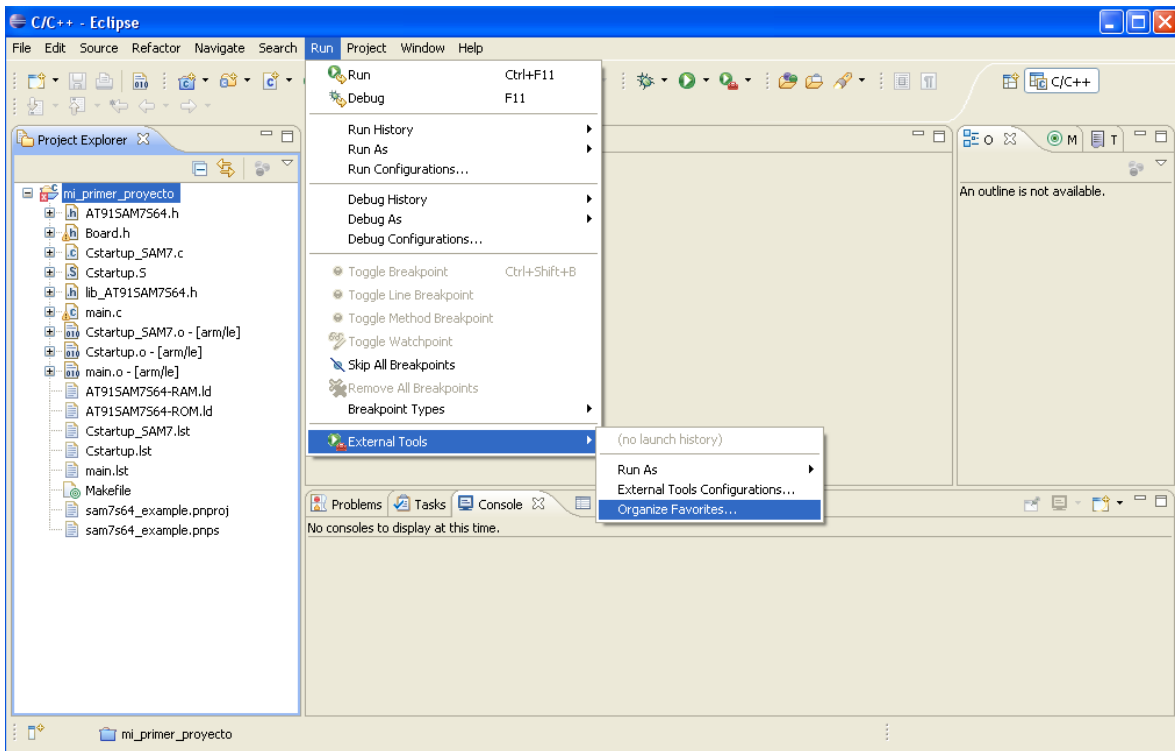 C/C++ - Eclipse
File Edit Source Refactor Navigate Search Run Project Window Help
C/C++
Run Ctrl+F11
Debug F11
Run History
Run As
Run Configurations...
Debug History
Debug As
Debug Configurations...
Toggle Breakpoint Ctrl+Shift+B
Toggle Line Breakpoint
Toggle Method Breakpoint
Toggle Watchpoint
Skip All Breakpoints
Remove All Breakpoints
Breakpoint Types
External Tools
(no launch history)
Run As
External Tools Configurations...
Organize Favorites...
Project Explorer
mi_primer_proyecto
AT91SAM7S64.h
Board.h
Cstartup_SAM7.c
Cstartup.S
lib_AT91SAM7S64.h
main.c
Cstartup_SAM7.o - [arm/le]
Cstartup.o - [arm/le]
main.o - [arm/le]
AT91SAM7S64-RAM.ld
AT91SAM7S64-ROM.ld
Cstartup_SAM7.lst
Cstartup.lst
main.lst
Makefile
sam7s64_example.pnproj
sam7s64_example.pnps
O M T
An outline is not available.
Problems Tasks Console
No consoles to display at this time.
mi_primer_proyecto